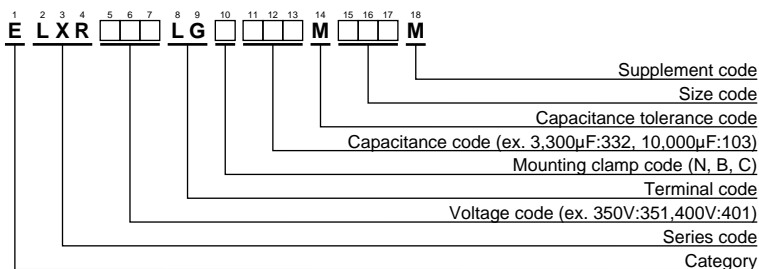 1 2 3 4 5 6 7 8 9 10 11 12 13 14 15 16 17 18
E L X R L G M M
Supplement code
Size code
Capacitance tolerance code
Capacitance code (ex. 3,300µF:332, 10,000µF:103)
Mounting clamp code (N, B, C)
Terminal code
Voltage code (ex. 350V:351,400V:401)
Series code
Category